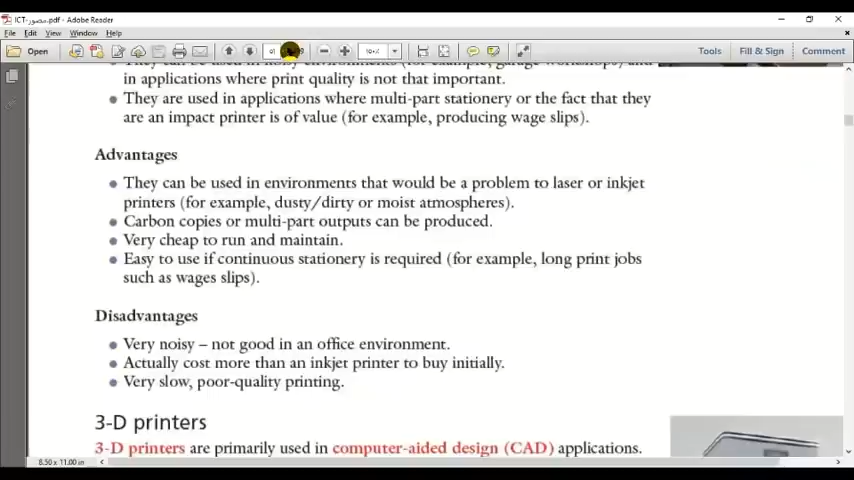 ICT-مصور.pdf - Adobe Reader
File Edit View Window Help
Open
Tools Fill & Sign Comment
They can be used in noisy environments (for example, garage workshops) and
in applications where print quality is not that important.
They are used in applications where multi-part stationery or the fact that they
are an impact printer is of value (for example, producing wage slips).
Advantages
They can be used in environments that would be a problem to laser or inkjet
printers (for example, dusty/dirty or moist atmospheres).
Carbon copies or multi-part outputs can be produced.
Very cheap to run and maintain.
Easy to use if continuous stationery is required (for example, long print jobs
such as wages slips).
Disadvantages
Very noisy – not good in an office environment.
Actually cost more than an inkjet printer to buy initially.
Very slow, poor-quality printing.
3-D printers
3-D printers are primarily used in computer-aided design (CAD) applications.
8.50 x 11.00 in